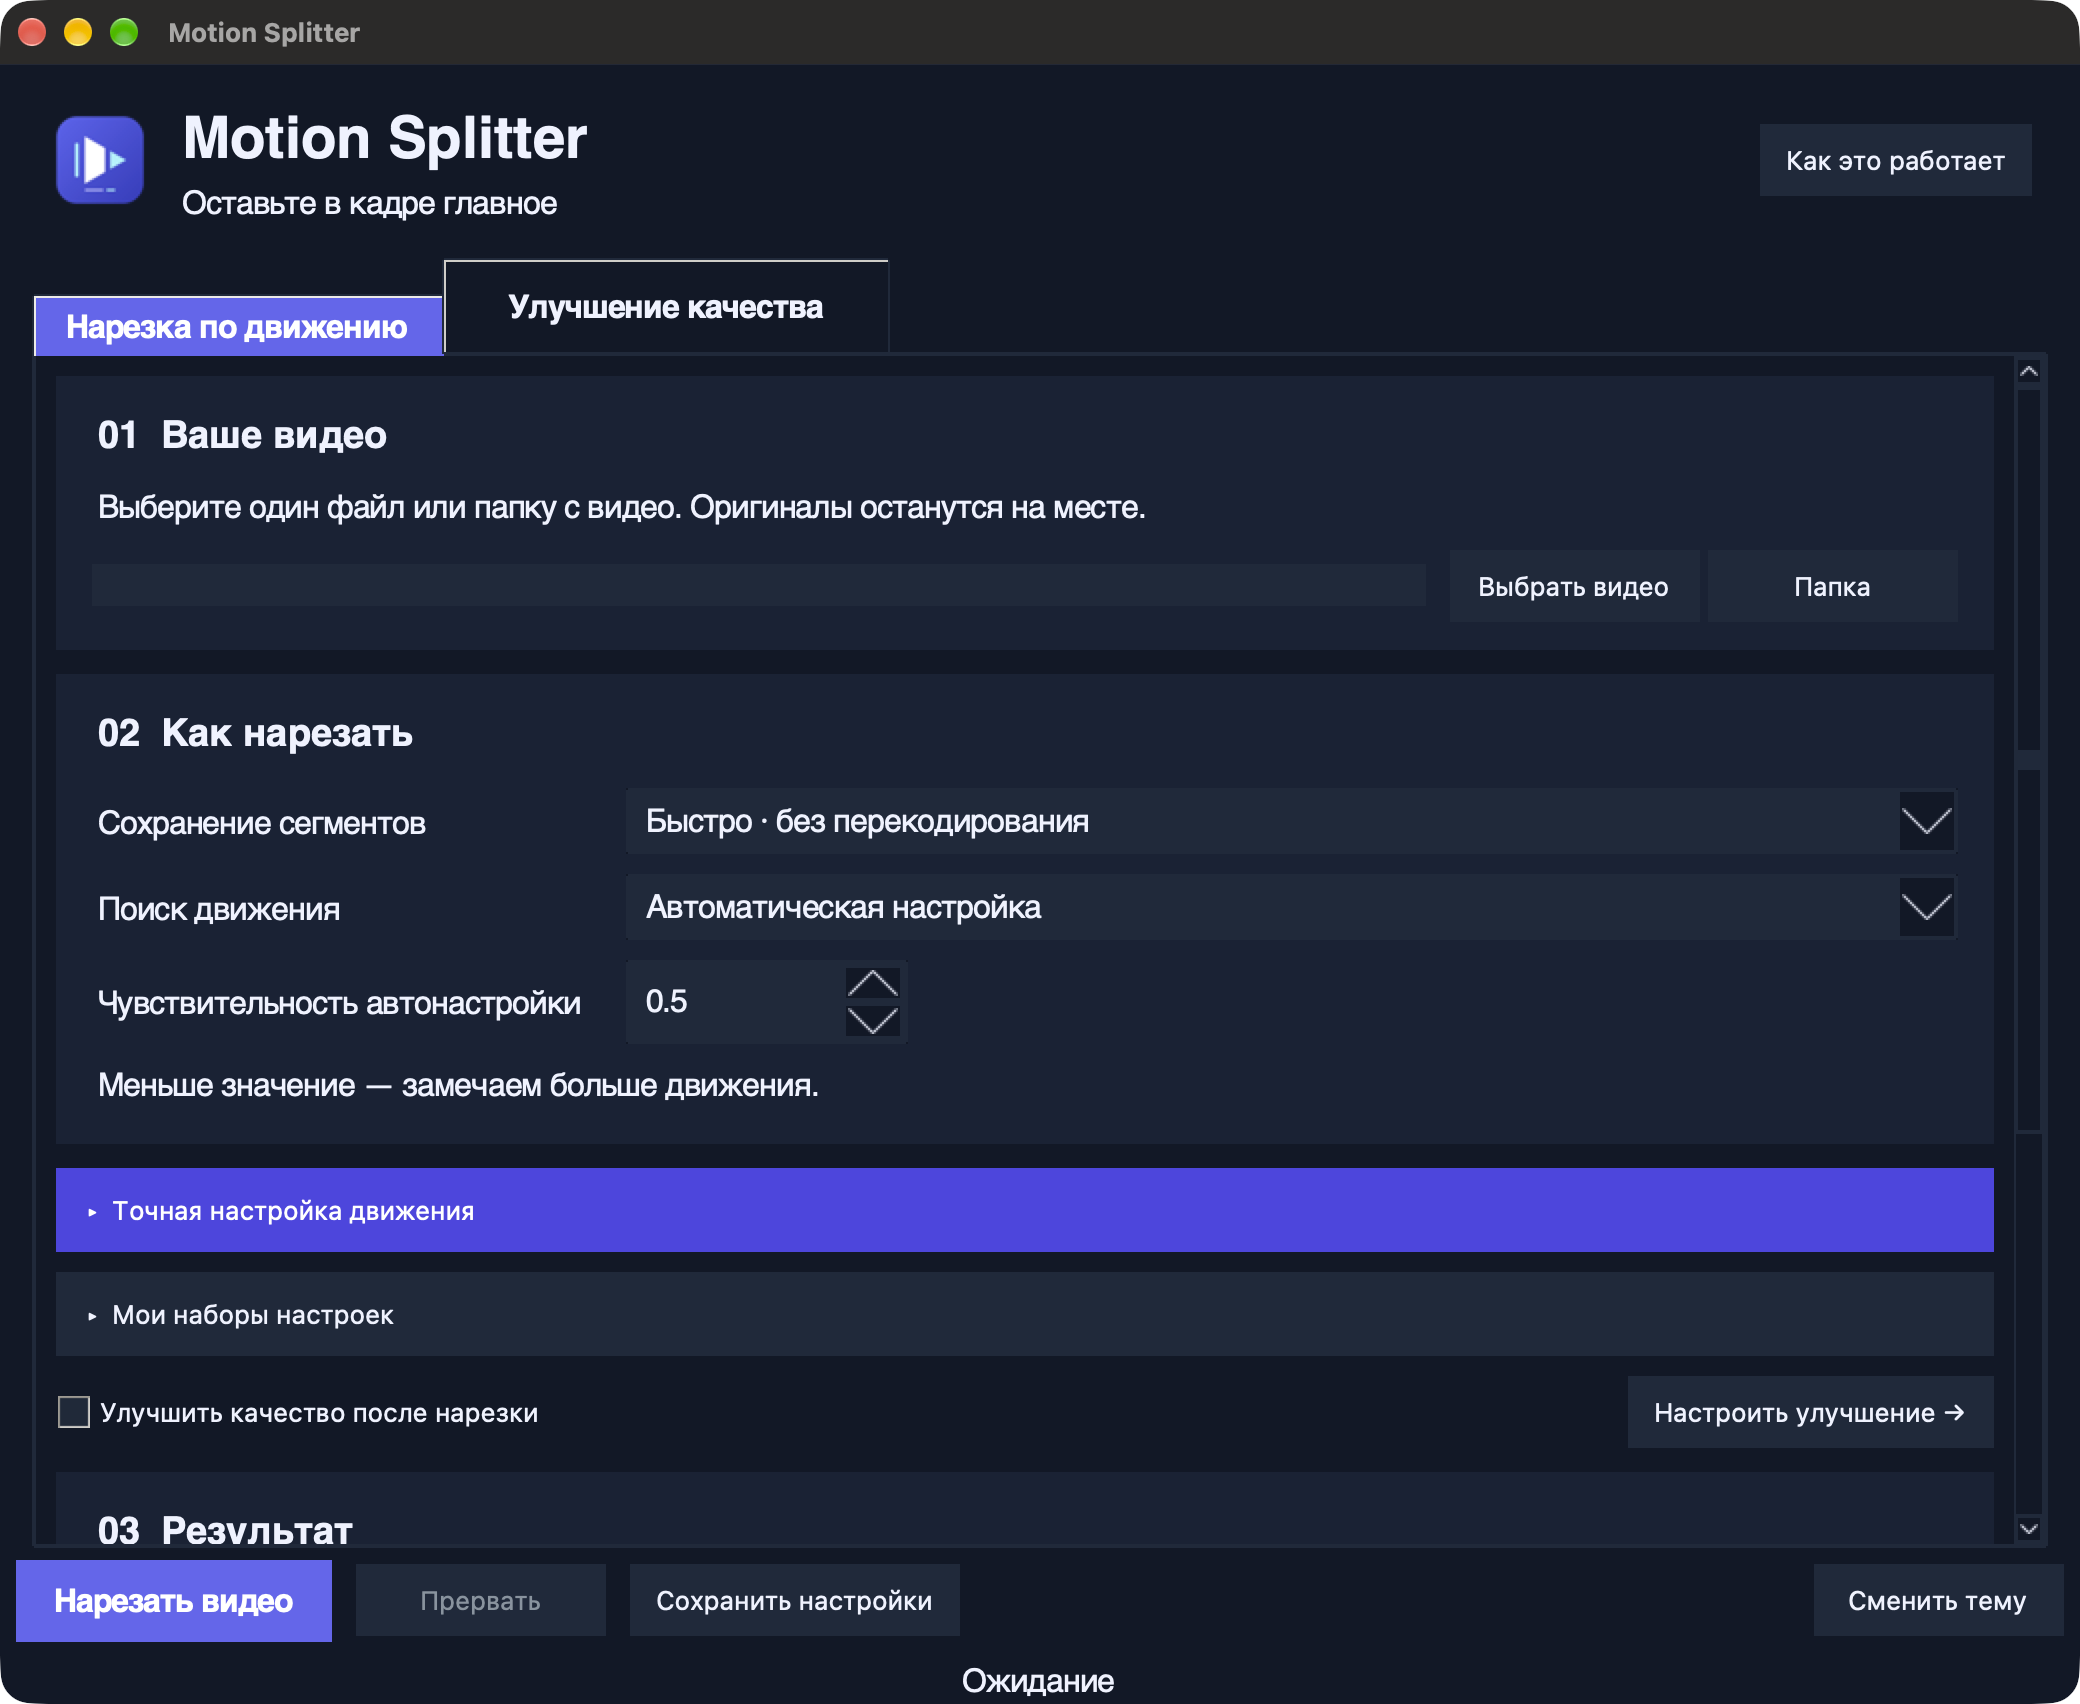 Motion Splitter
Motion Splitter
Оставьте в кадре главное
Как это работает
Нарезка по движению
Улучшение качества
01 Ваше видео
Выберите один файл или папку с видео. Оригиналы останутся на месте.
Выбрать видео
Папка
02 Как нарезать
Сохранение сегментов
Быстро · без перекодирования
Поиск движения
Автоматическая настройка
Чувствительность автонастройки
0.5
Меньше значение — замечаем больше движения.
▸ Точная настройка движения
▸ Мои наборы настроек
Улучшить качество после нарезки
Настроить улучшение →
03 Результат
Нарезать видео
Прервать
Сохранить настройки
Сменить тему
Ожидание